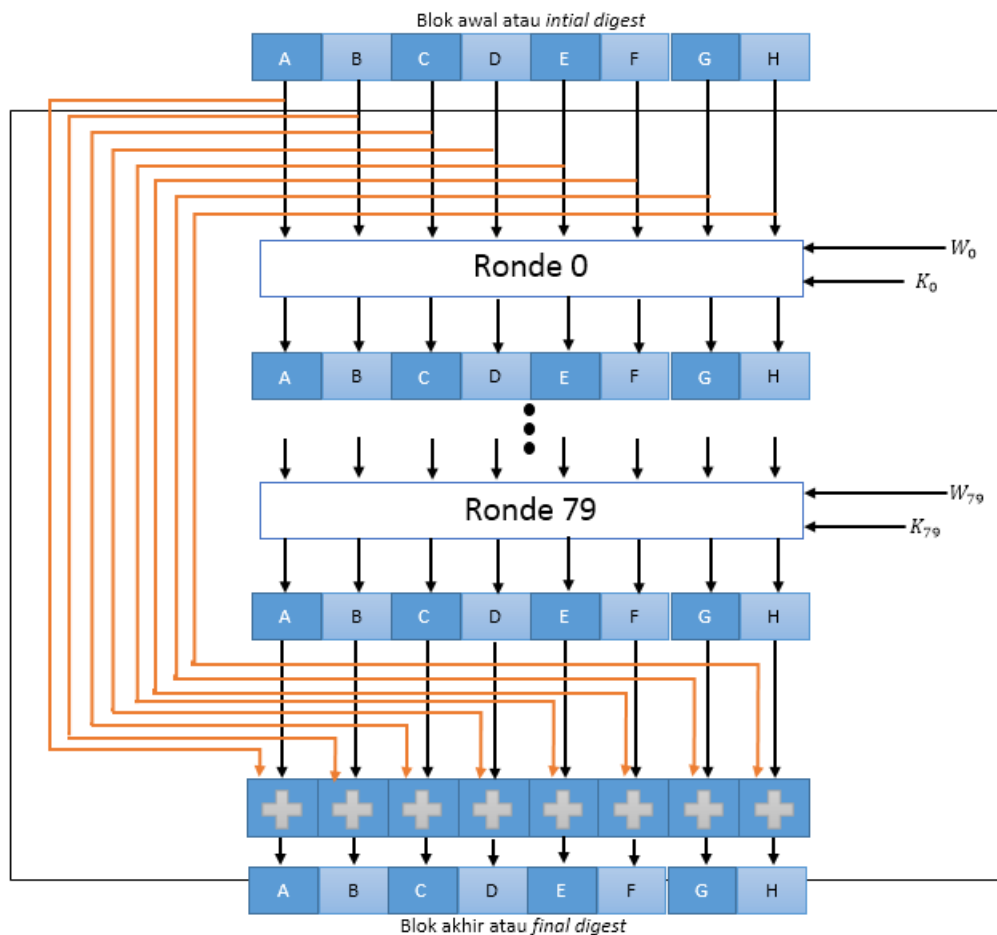 Blok awal atau intial digest
A B C D E F G H
W₀
Ronde 0
K₀
A B C D E F G H
W₇₉
Ronde 79
K₇₉
A B C D E F G H
A B C D E F G H
Blok akhir atau final digest